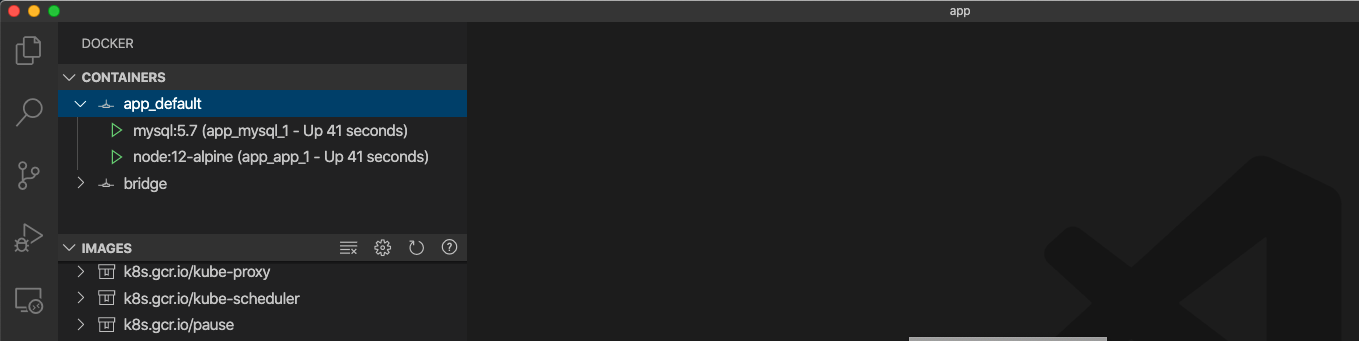 app
DOCKER
CONTAINERS
app_default
mysql:5.7 (app_mysql_1 - Up 41 seconds)
node:12-alpine (app_app_1 - Up 41 seconds)
bridge
IMAGES
k8s.gcr.io/kube-proxy
k8s.gcr.io/kube-scheduler
k8s.gcr.io/pause